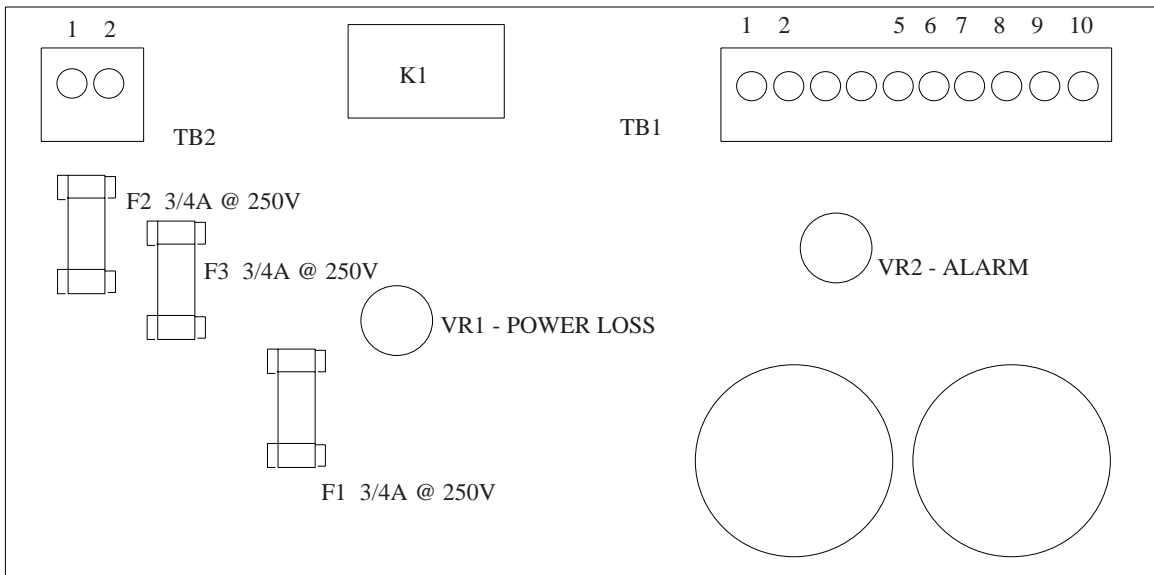 1 2
1 2 5 6 7 8 9 10
K1
TB2
TB1
F2 3/4A @ 250V
F3 3/4A @ 250V
VR2 - ALARM
VR1 - POWER LOSS
F1 3/4A @ 250V